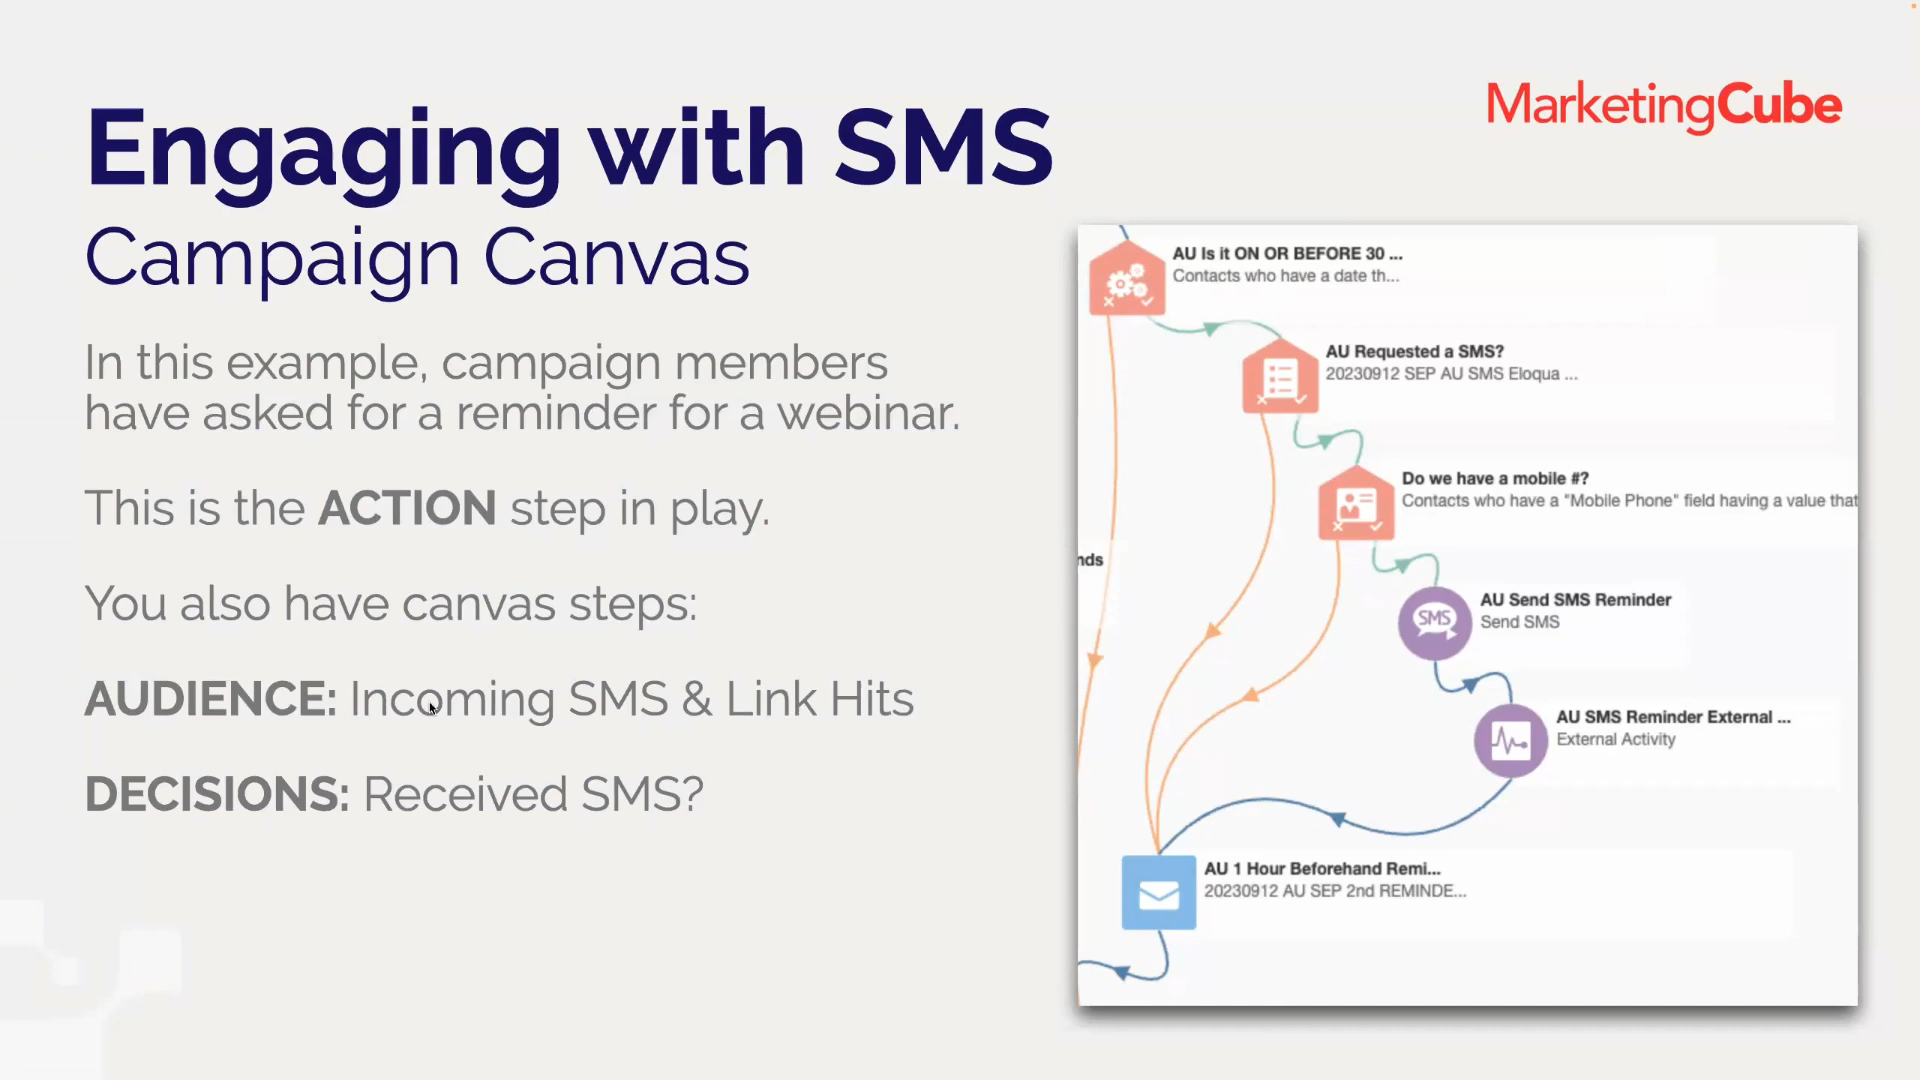 Engaging with SMS
MarketingCube
Campaign Canvas
In this example, campaign members
have asked for a reminder for a webinar.
This is the ACTION step in play.
You also have canvas steps:
AUDIENCE: Incoming SMS & Link Hits
DECISIONS: Received SMS?
AU Is it ON OR BEFORE 30 ...
Contacts who have a date th...
AU Requested a SMS?
20230912 SEP AU SMS Eloqua ...
Do we have a mobile #?
Contacts who have a "Mobile Phone" field having a value that
nds
SMS
AU Send SMS Reminder
Send SMS
AU SMS Reminder External ...
External Activity
AU 1 Hour Beforehand Remi...
20230912 AU SEP 2nd REMINDE...